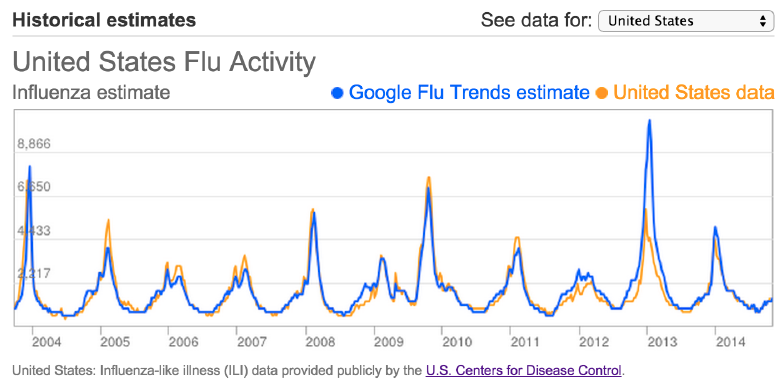 Historical estimates See data for: United States
United States Flu Activity
Influenza estimate Google Flu Trends estimate United States data
8,866
6,650
4,433
2,217
2004 2005 2006 2007 2008 2009 2010 2011 2012 2013 2014
United States: Influenza-like illness (ILI) data provided publicly by the U.S. Centers for Disease Control.